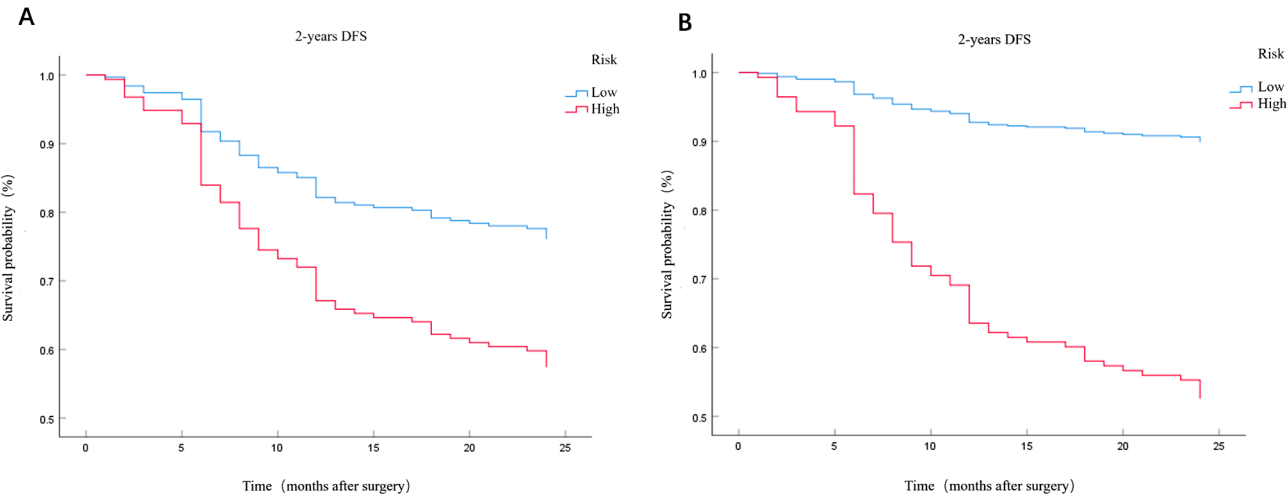 A
2-years DFS
Risk
Low
High
1.0
0.9
0.8
0.7
0.6
0.5
Survival probability（%）
0 5 10 15 20 25
Time（months after surgery）
B
2-years DFS
Risk
Low
High
1.0
0.9
0.8
0.7
0.6
0.5
Survival probability（%）
0 5 10 15 20 25
Time（months after surgery）